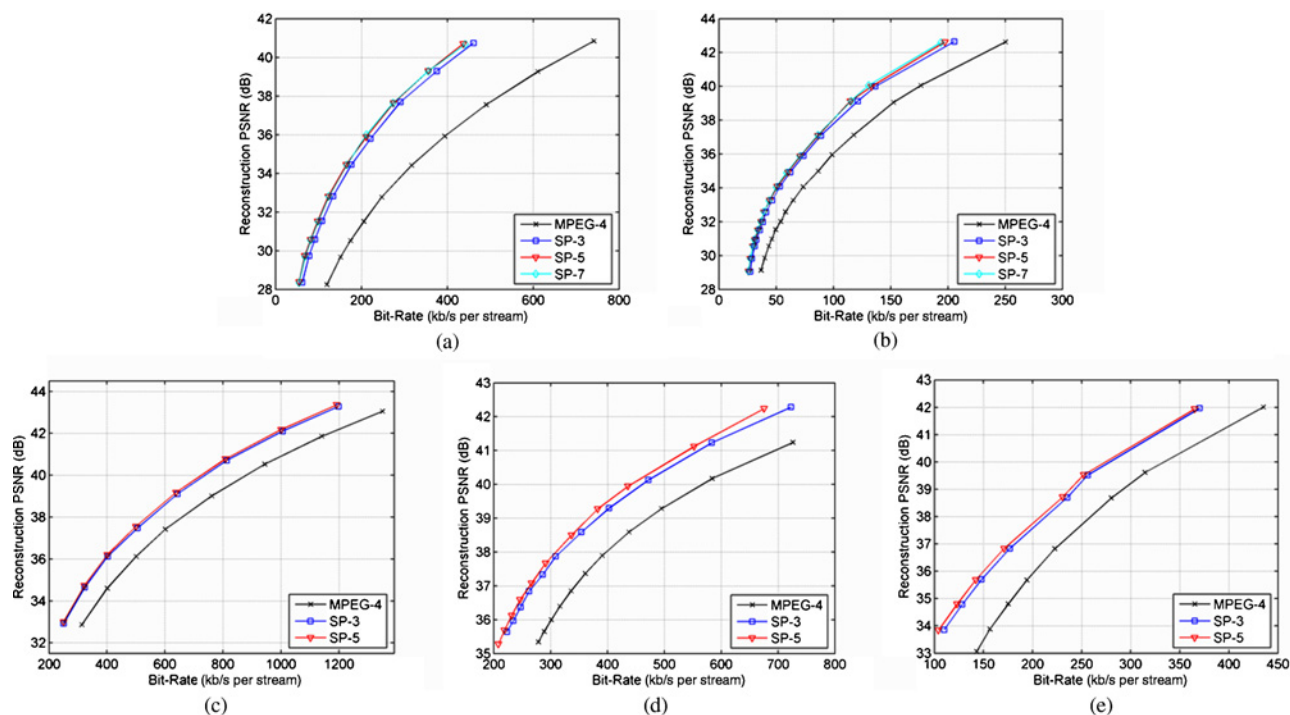 42
40
38
36
34
32
30
28
0
200
400
600
800
Reconstruction PSNR (dB)
Bit-Rate (kb/s per stream)
MPEG-4
SP-3
SP-5
SP-7
(a)
44
42
40
38
36
34
32
30
28
0
50
100
150
200
250
300
Reconstruction PSNR (dB)
Bit-Rate (kb/s per stream)
MPEG-4
SP-3
SP-5
SP-7
(b)
44
42
40
38
36
34
32
200
400
600
800
1000
1200
Reconstruction PSNR (dB)
Bit-Rate (kb/s per stream)
MPEG-4
SP-3
SP-5
(c)
43
42
41
40
39
38
37
36
35
200
300
400
500
600
700
800
Reconstruction PSNR (dB)
Bit-Rate (kb/s per stream)
MPEG-4
SP-3
SP-5
(d)
43
42
41
40
39
38
37
36
35
34
33
100
150
200
250
300
350
400
450
Reconstruction PSNR (dB)
Bit-Rate (kb/s per stream)
MPEG-4
SP-3
SP-5
(e)